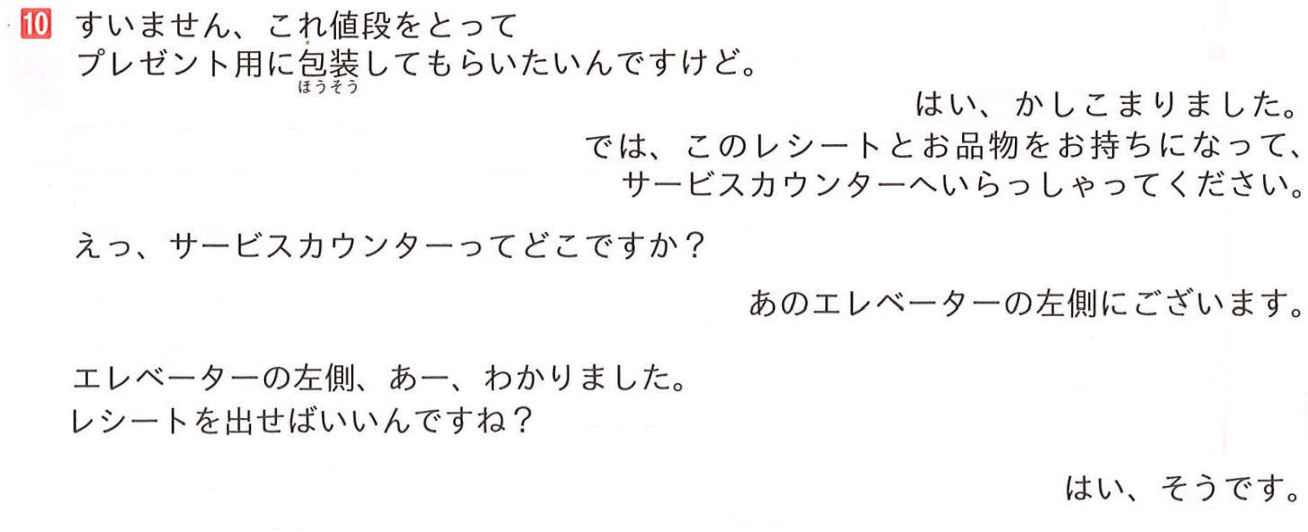 10 すいません、これ値段をとって
プレゼント用に包装してもらいたいんですけど。
ほうそう
はい、かしこまりました。
では、このレシートとお品物をお持ちになって、
サービスカウンターへいらっしゃってください。
えっ、サービスカウンターってどこですか？
あのエレベーターの左側にございます。
エレベーターの左側、あー、わかりました。
レシートを出せばいいんですね？
はい、そうです。